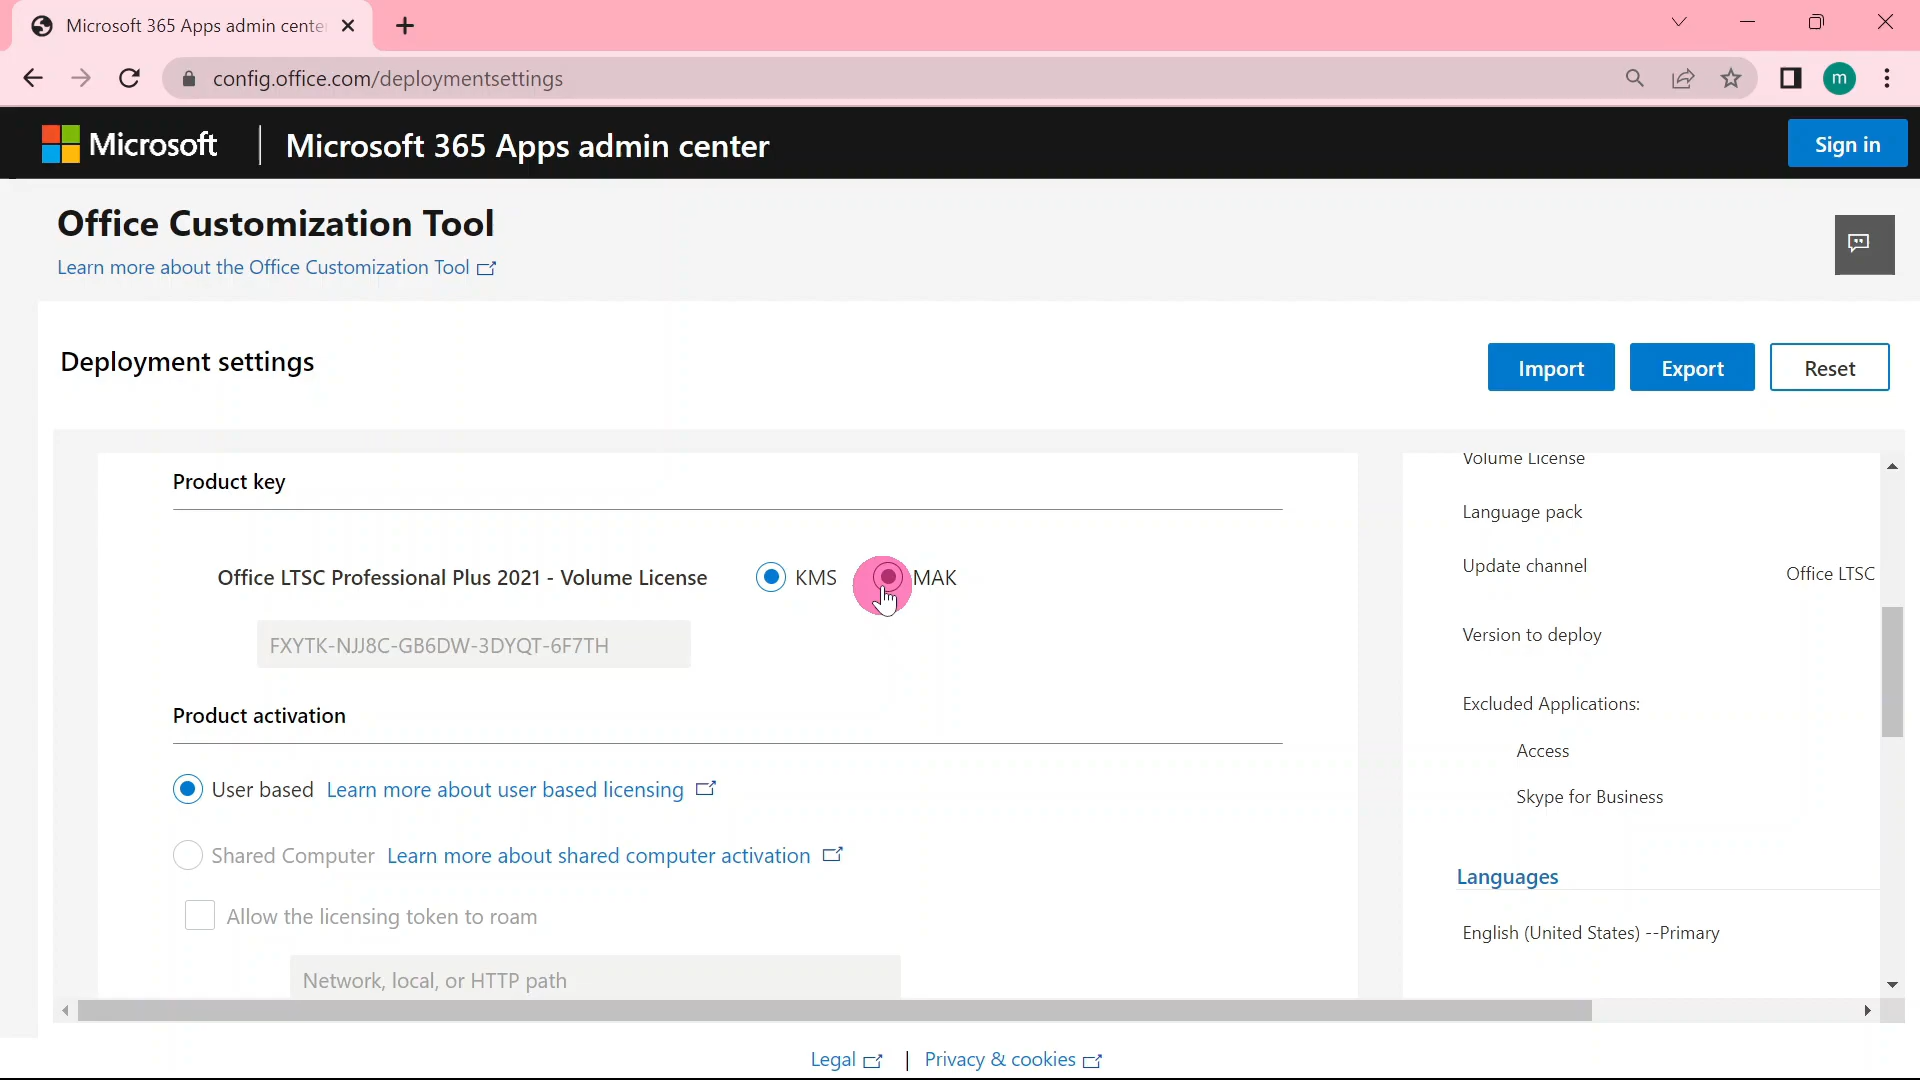 Microsoft 365 Apps admin cente
config.office.com/deploymentsettings
m
Microsoft
Microsoft 365 Apps admin center
Sign in
Office Customization Tool
Learn more about the Office Customization Tool
Deployment settings
Import
Export
Reset
Product key
Office LTSC Professional Plus 2021 - Volume License
KMS
MAK
FXYTK-NJJ8C-GB6DW-3DYQT-6F7TH
Product activation
User based Learn more about user based licensing
Shared Computer Learn more about shared computer activation
Allow the licensing token to roam
Network, local, or HTTP path
Volume License
Language pack
Update channel
Office LTSC
Version to deploy
Excluded Applications:
Access
Skype for Business
Languages
English (United States) --Primary
Legal | Privacy & cookies